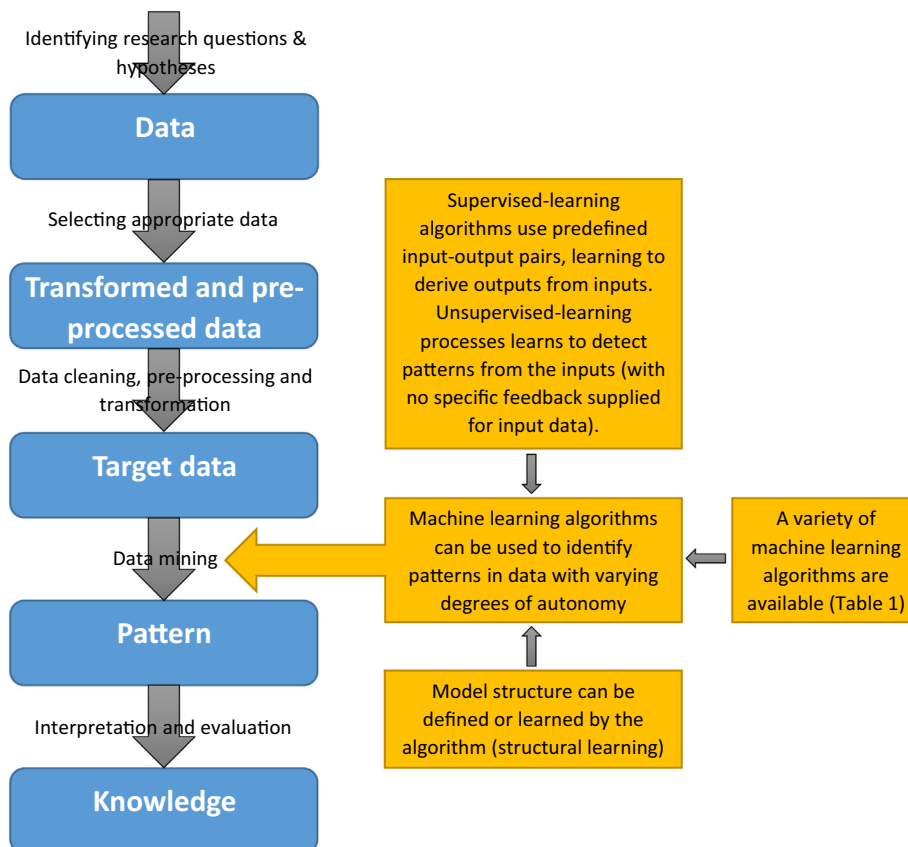 Identifying research questions &
hypotheses
Data
Selecting appropriate data
Transformed and pre-
processed data
Data cleaning, pre-processing and
transformation
Target data
Data mining
Pattern
Interpretation and evaluation
Knowledge
Supervised-learning
algorithms use predefined
input-output pairs, learning to
derive outputs from inputs.
Unsupervised-learning
processes learns to detect
patterns from the inputs (with
no specific feedback supplied
for input data).
Machine learning algorithms
can be used to identify
patterns in data with varying
degrees of autonomy
A variety of
machine learning
algorithms are
available (Table 1)
Model structure can be
defined or learned by the
algorithm (structural learning)